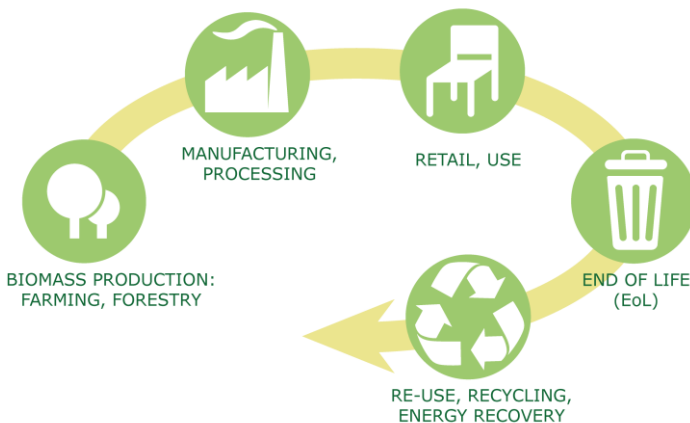 MANUFACTURING,
PROCESSING
RETAIL, USE
BIOMASS PRODUCTION:
FARMING, FORESTRY
END OF LIFE
(EoL)
RE-USE, RECYCLING,
ENERGY RECOVERY